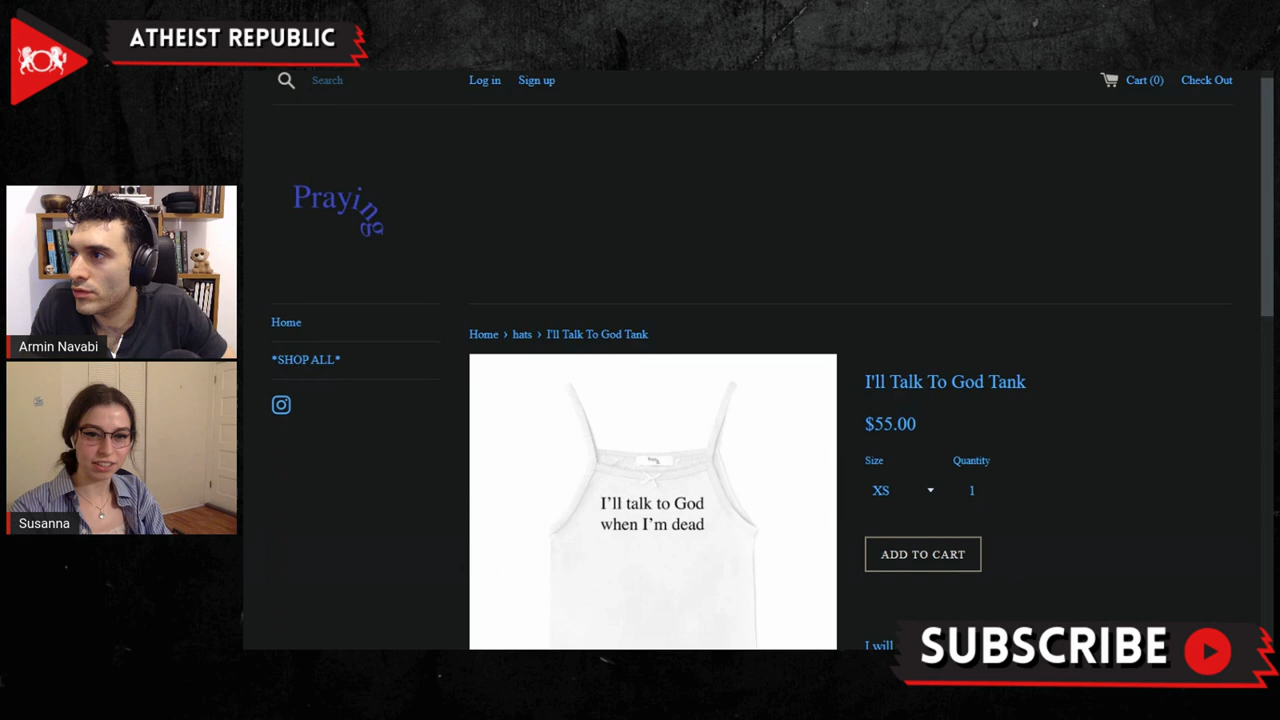 ATHEIST REPUBLIC
Search
Log in
Sign up
Cart (0)
Check Out
Praying
Armin Navabi
Susanna
Home
*SHOP ALL*
Home › hats › I'll Talk To God Tank
I'll talk to God
when I'm dead
I'll Talk To God Tank
$55.00
Size
Quantity
XS
1
ADD TO CART
I will
SUBSCRIBE